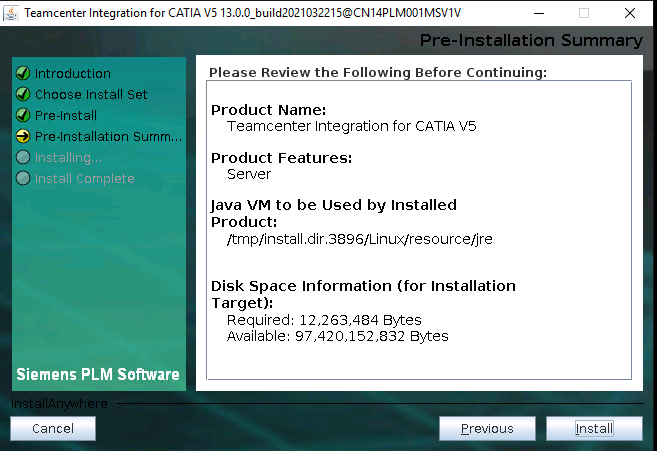 Teamcenter Integration for CATIA V5 13.0.0_build2021032215@CN14PLM001MSV1V
Pre-Installation Summary
Introduction
Choose Install Set
Pre-Install
Pre-Installation Summ...
Installing...
Install Complete
Siemens PLM Software
Please Review the Following Before Continuing:
Product Name:
Teamcenter Integration for CATIA V5
Product Features:
Server
Java VM to be Used by Installed
Product:
/tmp/install.dir.3896/Linux/resource/jre
Disk Space Information (for Installation
Target):
Required: 12,263,484 Bytes
Available: 97,420,152,832 Bytes
InstallAnywhere
Cancel
Previous
Install